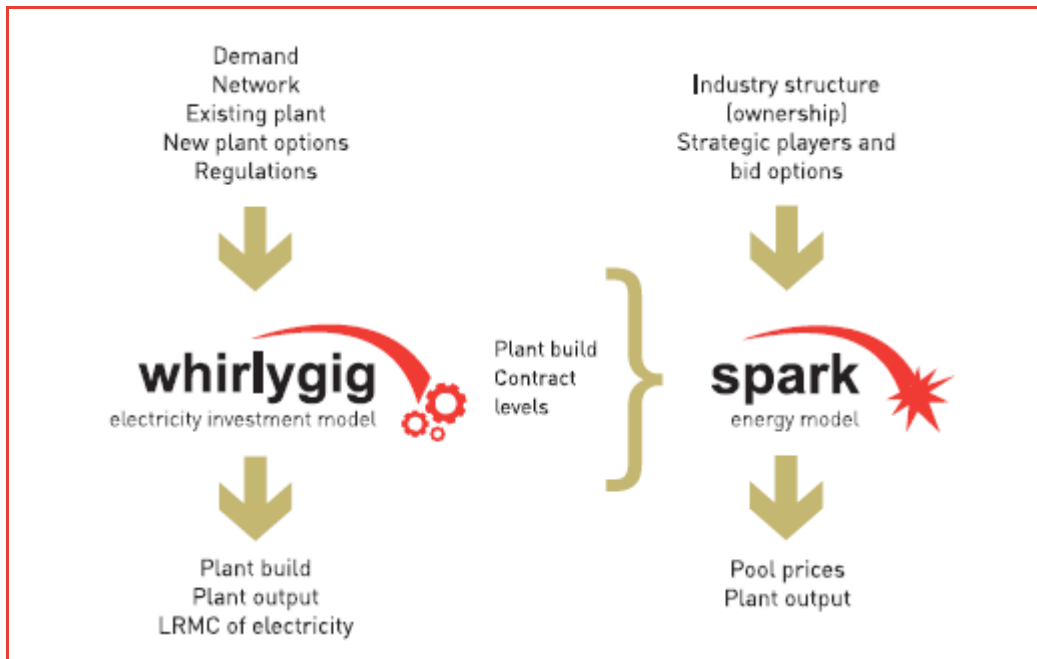 Demand
Network
Existing plant
New plant options
Regulations
whirlygig
electricity investment model
Plant build
Plant output
LRMC of electricity
Plant build
Contract
levels
Industry structure
(ownership)
Strategic players and
bid options
spark
energy model
Pool prices
Plant output